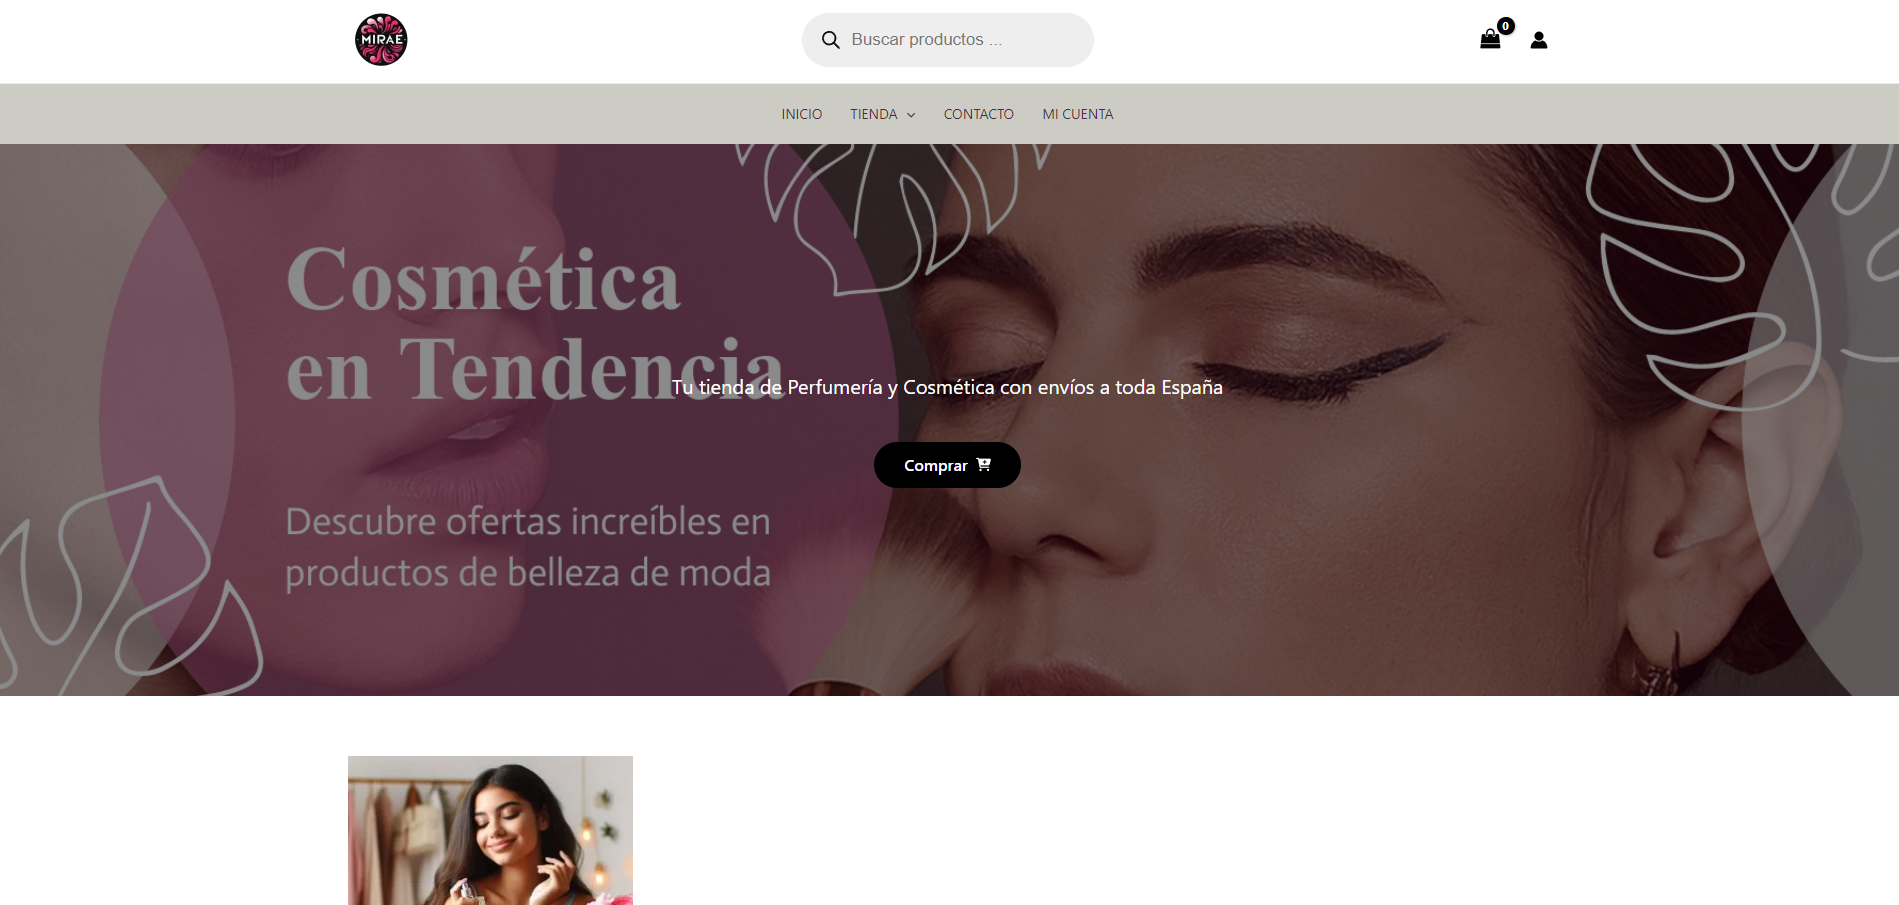 MIRAE
Buscar productos ...
0
INICIO
TIENDA
CONTACTO
MI CUENTA
Cosmética
en Tendencia
Tu tienda de Perfumería y Cosmética con envíos a toda España
Comprar
Descubre ofertas increíbles en
productos de belleza de moda